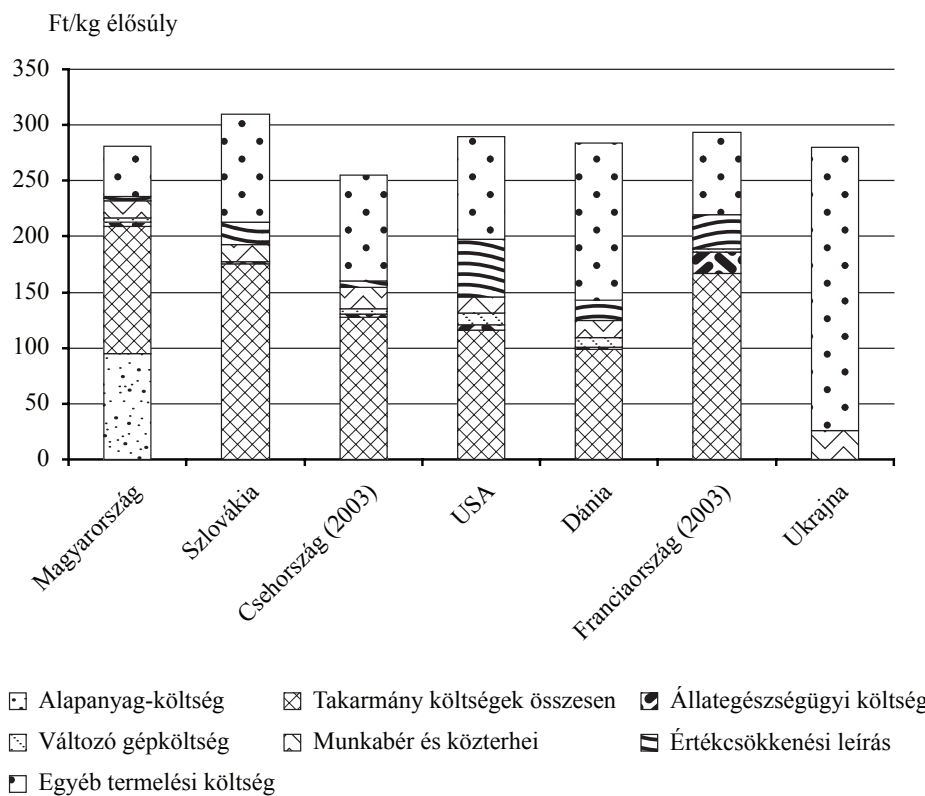 Ft/kg élősúly
350
300
250
200
150
100
50
0
Magyarország
Szlovákia
Csehország (2003)
USA
Dánia
Franciaország (2003)
Ukrajna
Alapanyag-költség Takarmány költségek összesen Állategészségügyi költség
Változó gépköltség Munkabér és közterhei Értékcsökkenési leírás
Egyéb termelési költség